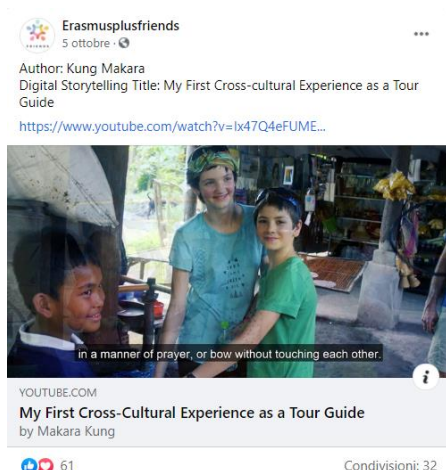 Erasmusplusfriends
5 ottobre ·
Author: Kung Makara
Digital Storytelling Title: My First Cross-cultural Experience as a Tour
Guide
https://www.youtube.com/watch?v=Ix47Q4eFUME...
in a manner of prayer, or bow without touching each other.
YOUTUBE.COM
My First Cross-Cultural Experience as a Tour Guide
by Makara Kung
61
Condivisioni: 32